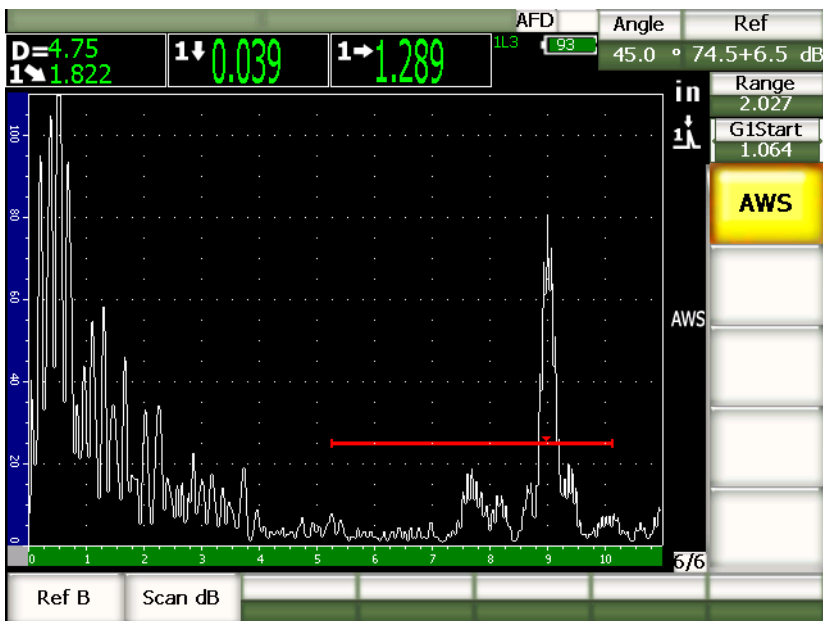 AFD
Angle
Ref
D=4.75
1 1.822
1 0.039
1 1.289
1L3
93
45.0 °
74.5+6.5 dB
in
Range
2.027
1
G1Start
1.064
AWS
AWS
100
80
60
40
20
0
0 1 2 3 4 5 6 7 8 9 10
6/6
Ref B
Scan dB